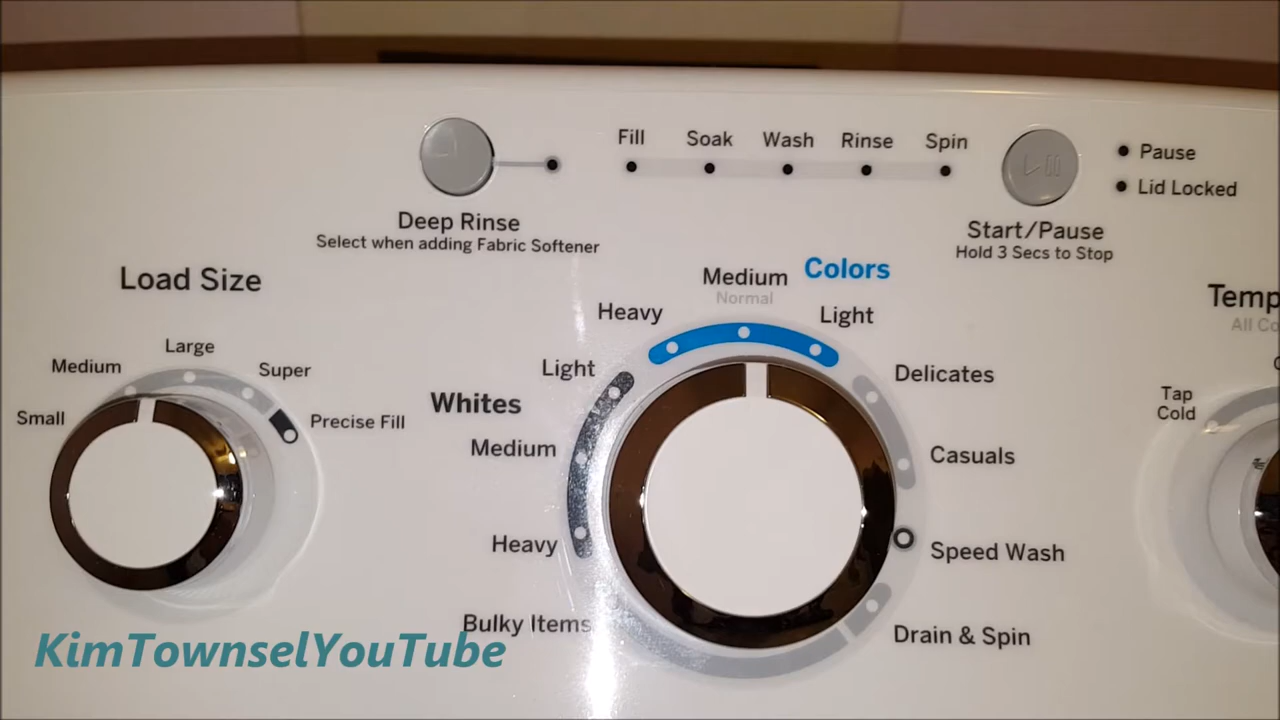 Fill
Soak
Wash
Rinse
Spin
Pause
Lid Locked
Deep Rinse
Select when adding Fabric Softener
Start/Pause
Hold 3 Secs to Stop
Load Size
Small
Medium
Large
Super
Precise Fill
Colors
Heavy
Medium
Normal
Light
Whites
Light
Medium
Heavy
Bulky Items
Delicates
Casuals
Speed Wash
Drain & Spin
Tap
Cold
KimTownselYouTube